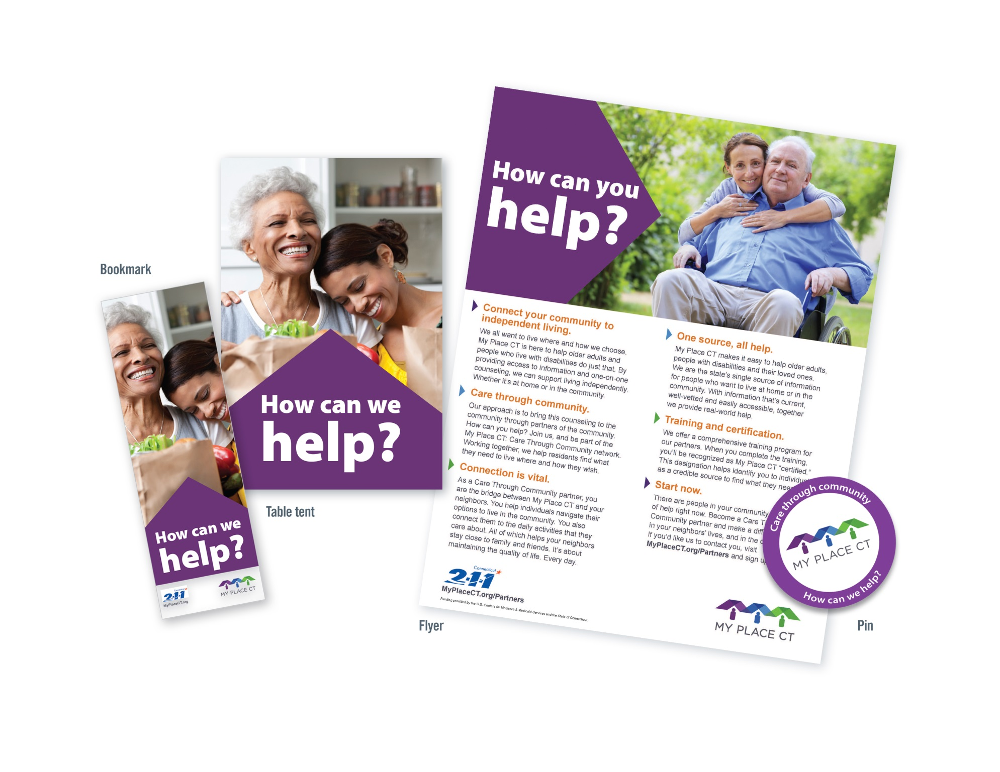 Bookmark
How can we
help?
Connecticut
2-1-1
MyPlaceCT.org
MY PLACE CT
How can we
help?
Table tent
How can you
help?
Connect your community to
independent living.
We all want to live where and how we choose.
My Place CT is here to help older adults and
people who live with disabilities do just that. By
providing access to information and one-on-one
counseling, we can support living independently.
Whether it's at home or in the community.
Care through community.
Our approach is to bring this counseling to the
community through partners of the community.
How can you help? Join us, and be part of the
My Place CT: Care Through Community network.
Working together, we help residents find what
they need to live where and how they wish.
Connection is vital.
As a Care Through Community partner, you
are the bridge between My Place CT and your
neighbors. You help individuals navigate their
options to live in the community. You also
connect them to the daily activities that they
care about. All of which helps your neighbors
stay close to family and friends. It's about
maintaining the quality of life. Every day.
One source, all help.
My Place CT makes it easy to help older adults,
people with disabilities and their loved ones.
We are the state's single source of information
for people who want to live at home or in the
community. With information that's current,
well-vetted and easily accessible, together
we provide real-world help.
Training and certification.
We offer a comprehensive training program for
our partners. When you complete the training,
you'll be recognized as My Place CT "certified."
This designation helps identify you to
as a credible source to find what they
Start now.
There are people in your community
of help right now. Become a Care
Community partner and make a
in your neighbors' lives, and in the
If you'd like us to contact you, visit
MyPlaceCT.org/Partners and sign
Connecticut
2-1-1
MyPlaceCT.org/Partners
Funding provided by the U.S. Centers for Medicare & Medicaid Services and the State of Connecticut.
MY PLACE CT
Flyer
Care through community
MY PLACE CT
How can we help?
Pin